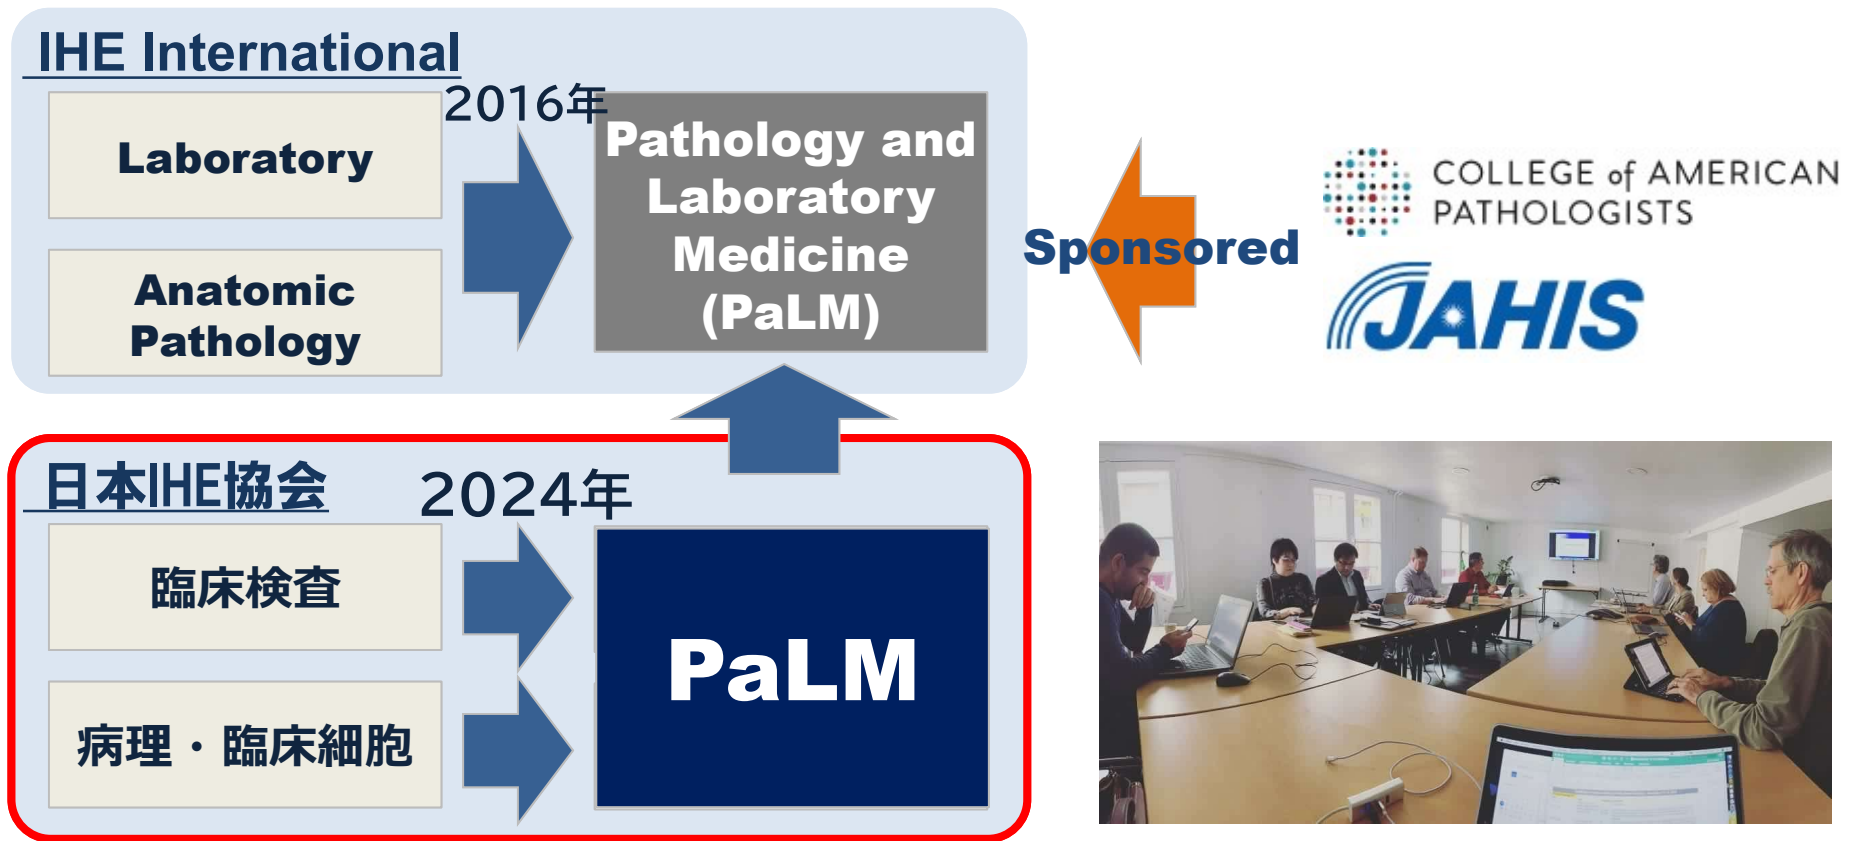 IHE International
2016年
Laboratory
Anatomic
Pathology
Pathology and
Laboratory
Medicine
(PaLM)
Sponsored
COLLEGE of AMERICAN
PATHOLOGISTS
JAHIS
日本IHE協会
2024年
臨床検査
病理・臨床細胞
PaLM